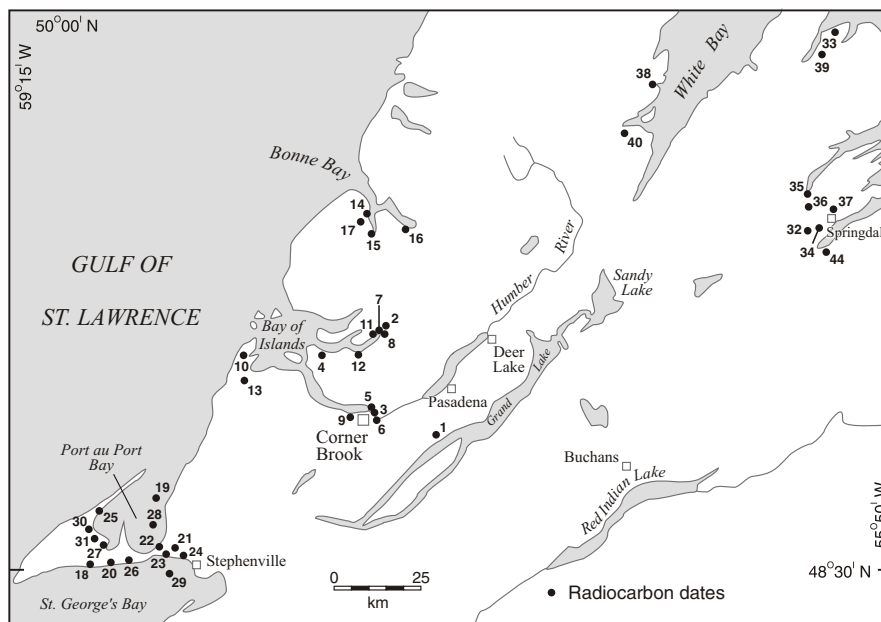 50°00' N
59°15' W
33
39
38
White Bay
40
Bonne Bay
35
36
37
14
17
15
16
32
34
Springdal
44
GULF OF
ST. LAWRENCE
Humber
River
Sandy
Lake
7
2
11
8
Bay of
Islands
10
4
12
13
Deer
Lake
Grand
Lake
Pasadena
5
3
9
6
Corner
Brook
1
Port au Port
Bay
Buchans
Red Indian Lake
19
25
28
30
31
27
22
21
24
23
18
20
26
29
Stephenville
St. George's Bay
0
25
km
Radiocarbon dates
55°50' W
48°30' N